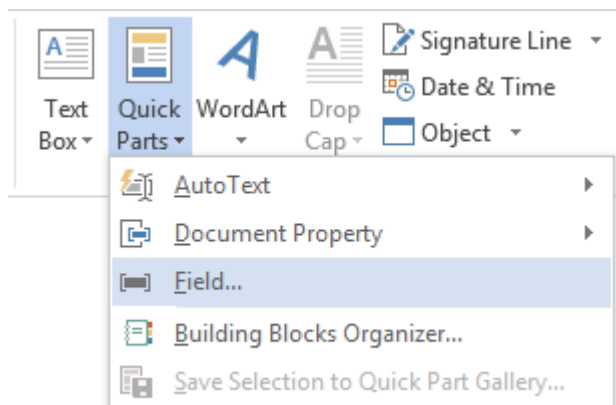 Text Box
Quick Parts
WordArt
Drop Cap
Signature Line
Date & Time
Object
AutoText
Document Property
Field...
Building Blocks Organizer...
Save Selection to Quick Part Gallery...